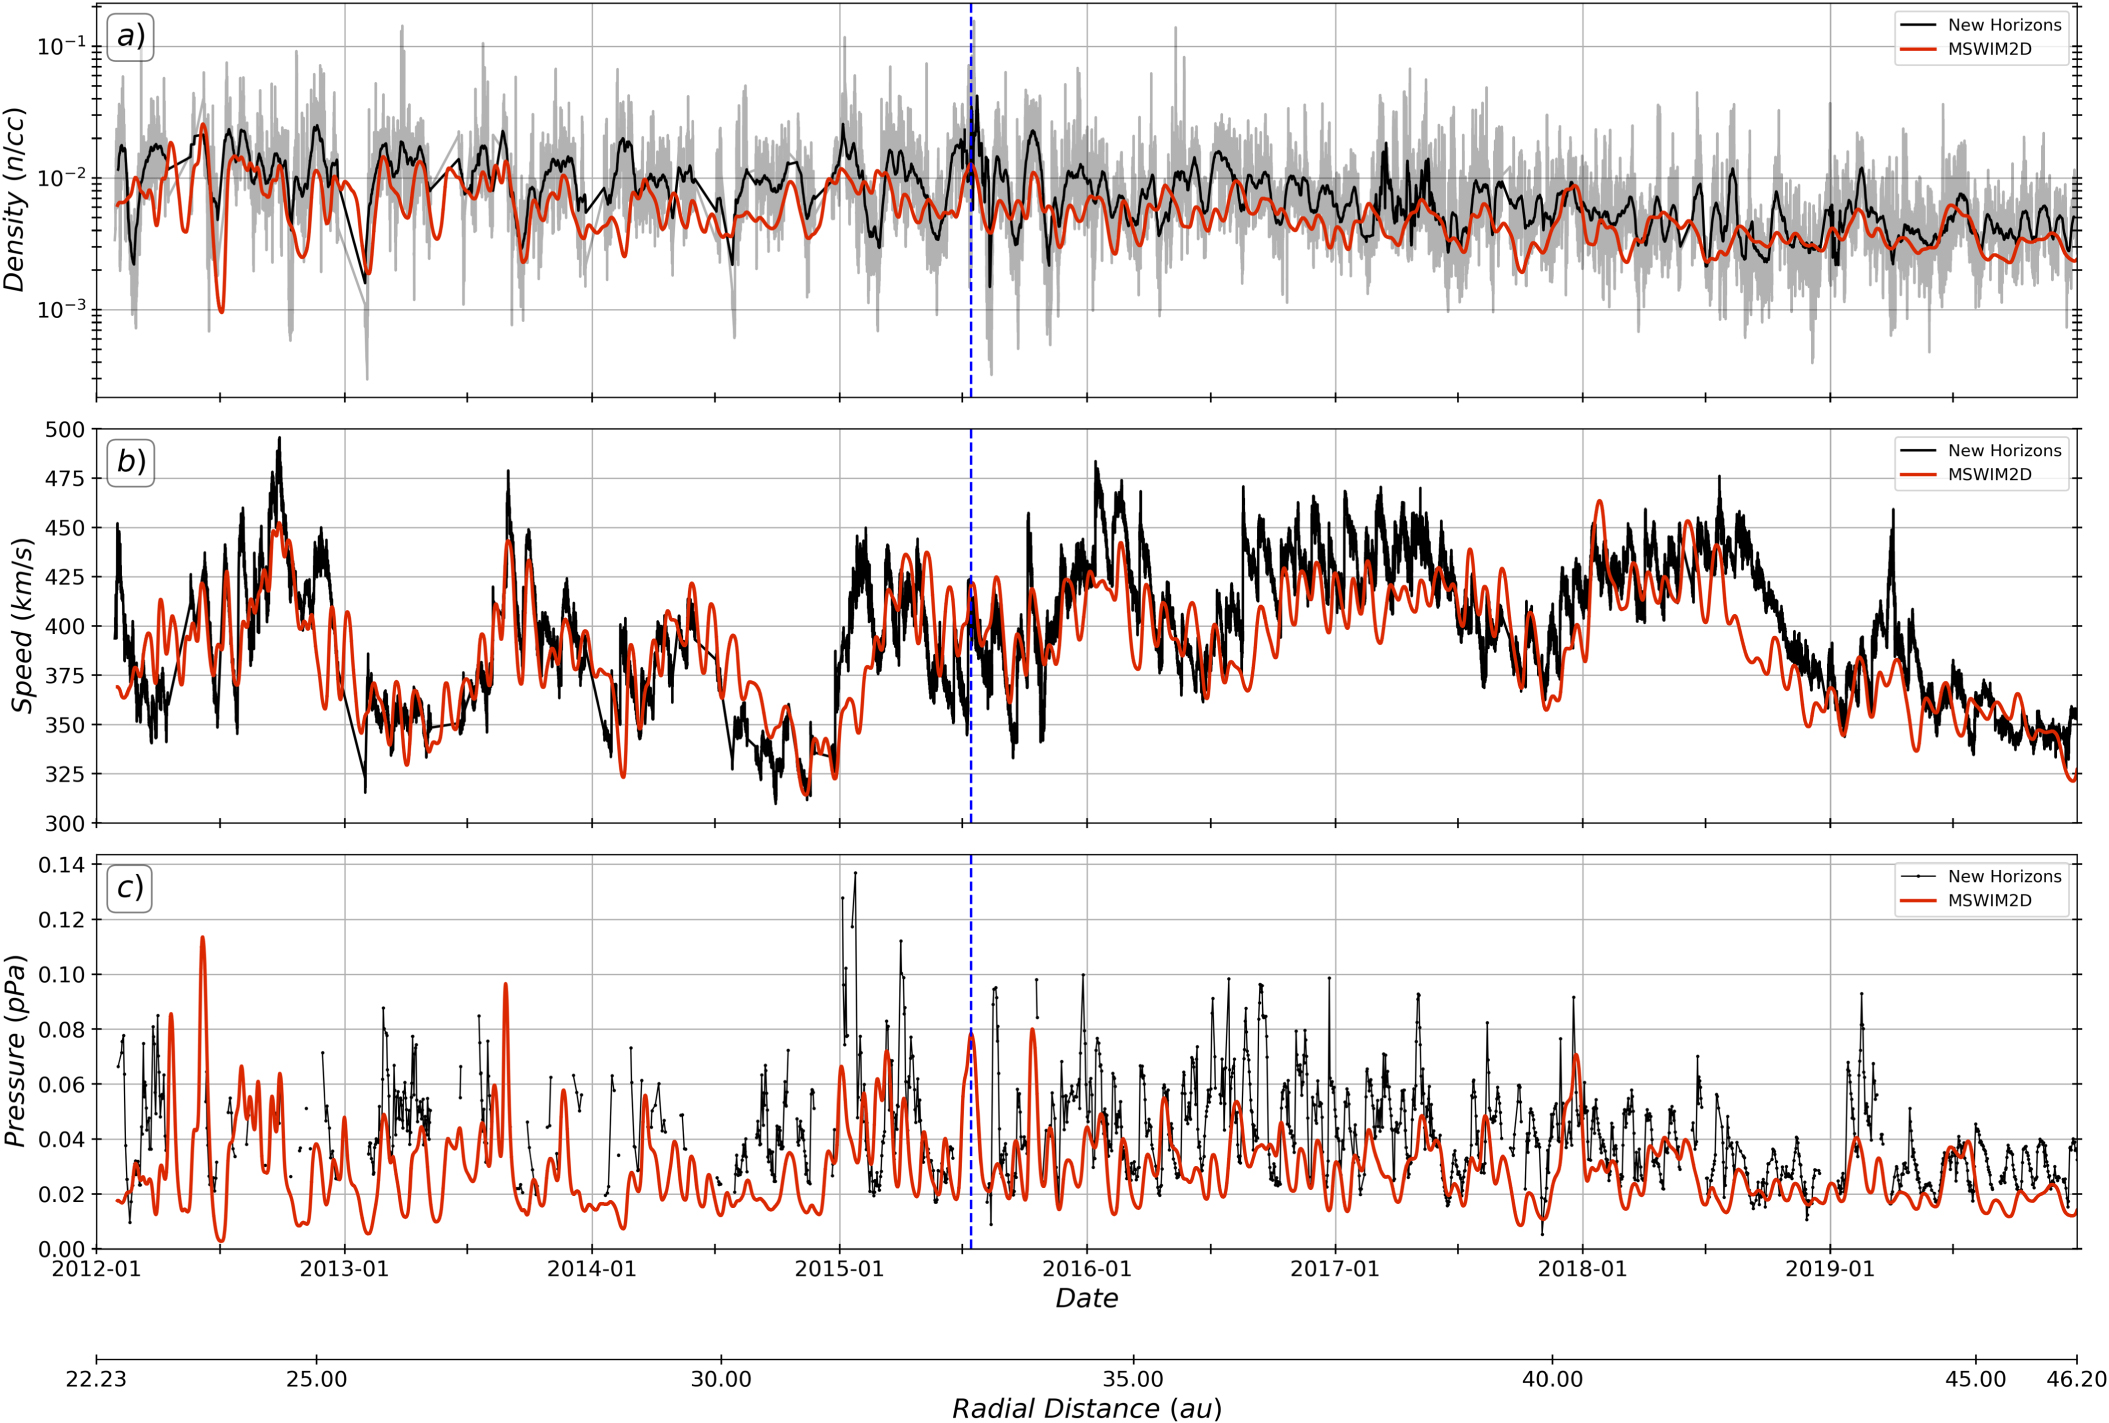 a)
Density (n/cc)
10⁻¹
10⁻²
10⁻³
New Horizons
MSWIM2D
b)
Speed (km/s)
500
475
450
425
400
375
350
325
300
New Horizons
MSWIM2D
c)
Pressure (pPa)
0.14
0.12
0.10
0.08
0.06
0.04
0.02
0.00
New Horizons
MSWIM2D
2012-01 2013-01 2014-01 2015-01 2016-01 2017-01 2018-01 2019-01
Date
22.23 25.00 30.00 35.00 40.00 45.00 46.20
Radial Distance (au)